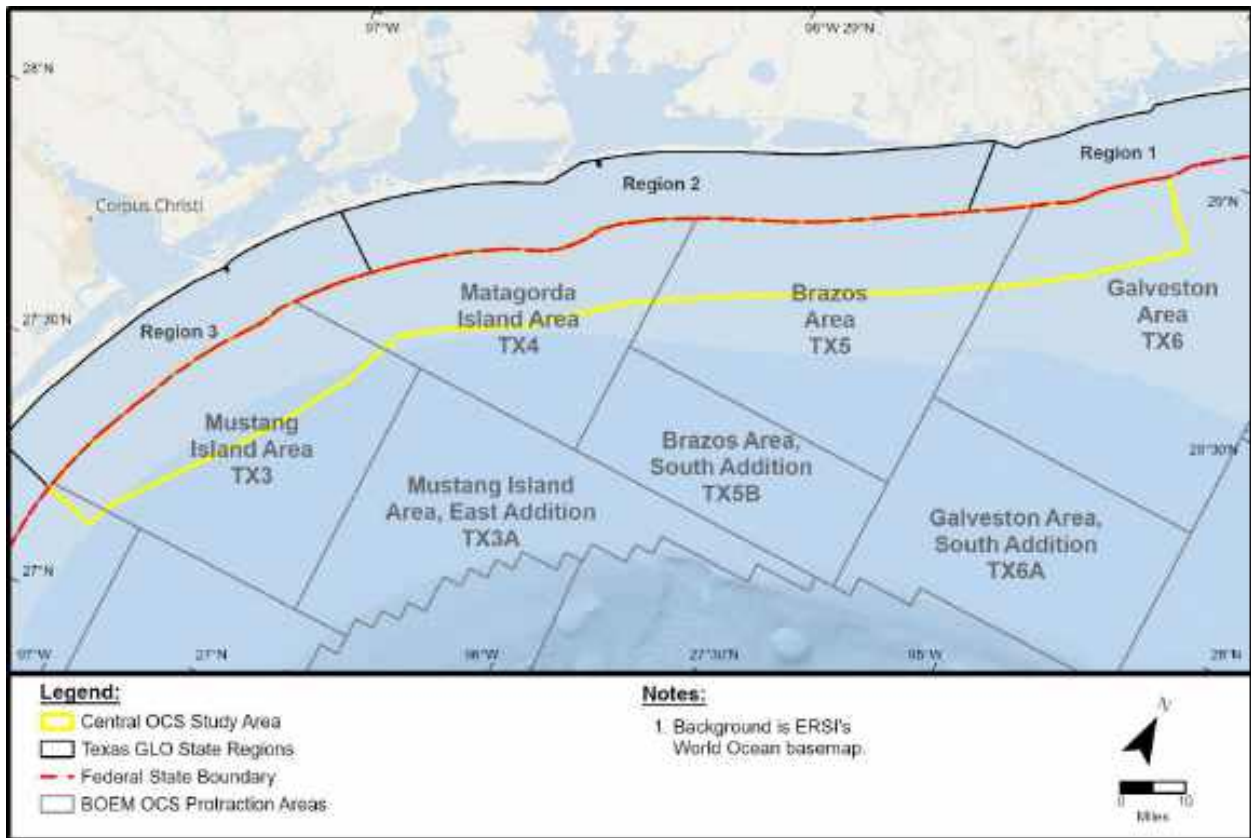 97°W
96°W 29°N
28°N
Region 1
Region 2
Corpus Christi
29°N
Matagorda
Island Area
TX4
Brazos
Area
TX5
Galveston
Area
TX6
27°30'N
Region 3
Mustang
Island Area
TX3
Brazos Area,
South Addition
TX5B
28°30'N
Mustang Island
Area, East Addition
TX3A
Galveston Area,
South Addition
TX6A
27°N
97°W
27°N
96°W
27°30'N
95°W
28°N
Legend:
Central OCS Study Area
Texas GLO State Regions
Federal State Boundary
BOEM OCS Protraction Areas
Notes:
1. Background is ERSI's
World Ocean basemap.
N
0 10
Miles